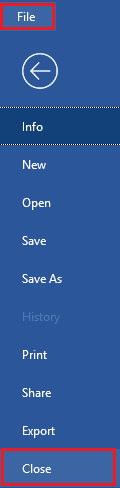 File
Info
New
Open
Save
Save As
History
Print
Share
Export
Close